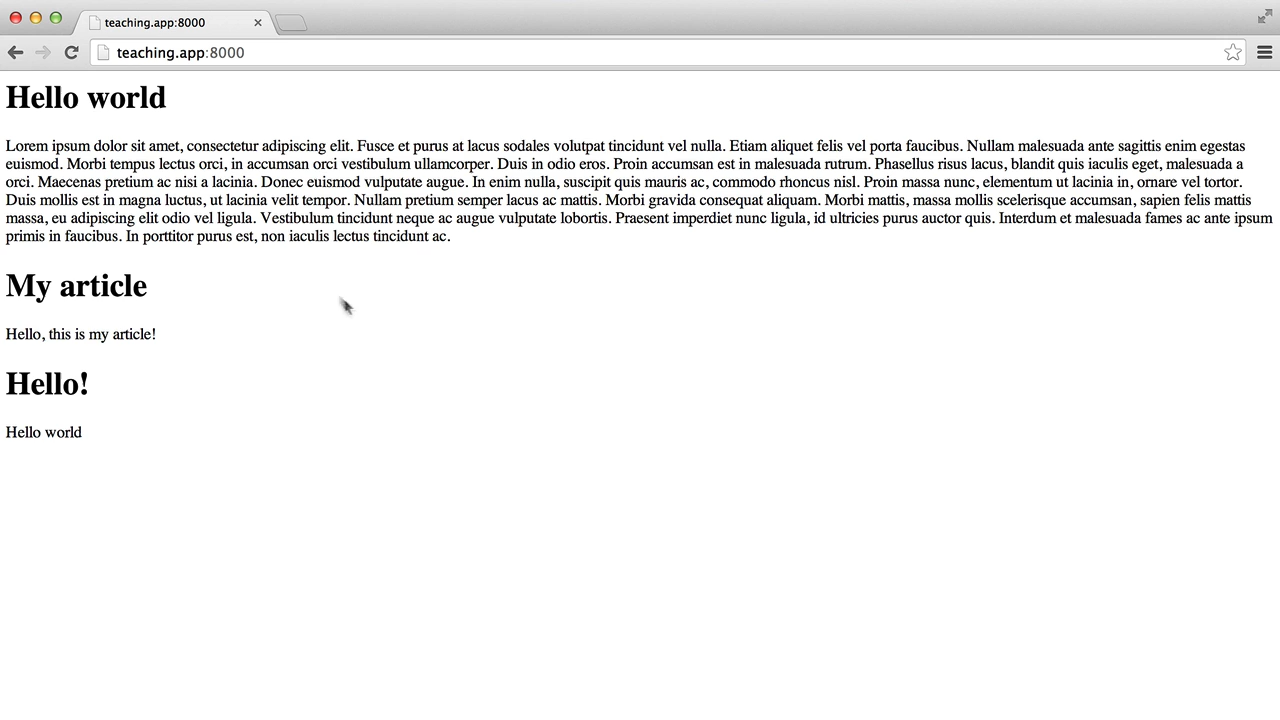 teaching.app:8000
teaching.app:8000
Hello world
Lorem ipsum dolor sit amet, consectetur adipiscing elit. Fusce et purus at lacus sodales volutpat tincidunt vel nulla. Etiam aliquet felis vel porta faucibus. Nullam malesuada ante sagittis enim egestas
euismod. Morbi tempus lectus orci, in accumsan orci vestibulum ullamcorper. Duis in odio eros. Proin accumsan est in malesuada rutrum. Phasellus risus lacus, blandit quis iaculis eget, malesuada a
orci. Maecenas pretium ac nisi a lacinia. Donec euismod vulputate augue. In enim nulla, suscipit quis mauris ac, commodo rhoncus nisl. Proin massa nunc, elementum ut lacinia in, ornare vel tortor.
Duis mollis est in magna luctus, ut lacinia velit tempor. Nullam pretium semper lacus ac mattis. Morbi gravida consequat aliquam. Morbi mattis, massa mollis scelerisque accumsan, sapien felis mattis
massa, eu adipiscing elit odio vel ligula. Vestibulum tincidunt neque ac augue vulputate lobortis. Praesent imperdiet nunc ligula, id ultricies purus auctor quis. Interdum et malesuada fames ac ante ipsum
primis in faucibus. In porttitor purus est, non iaculis lectus tincidunt ac.
My article
Hello, this is my article!
Hello!
Hello world